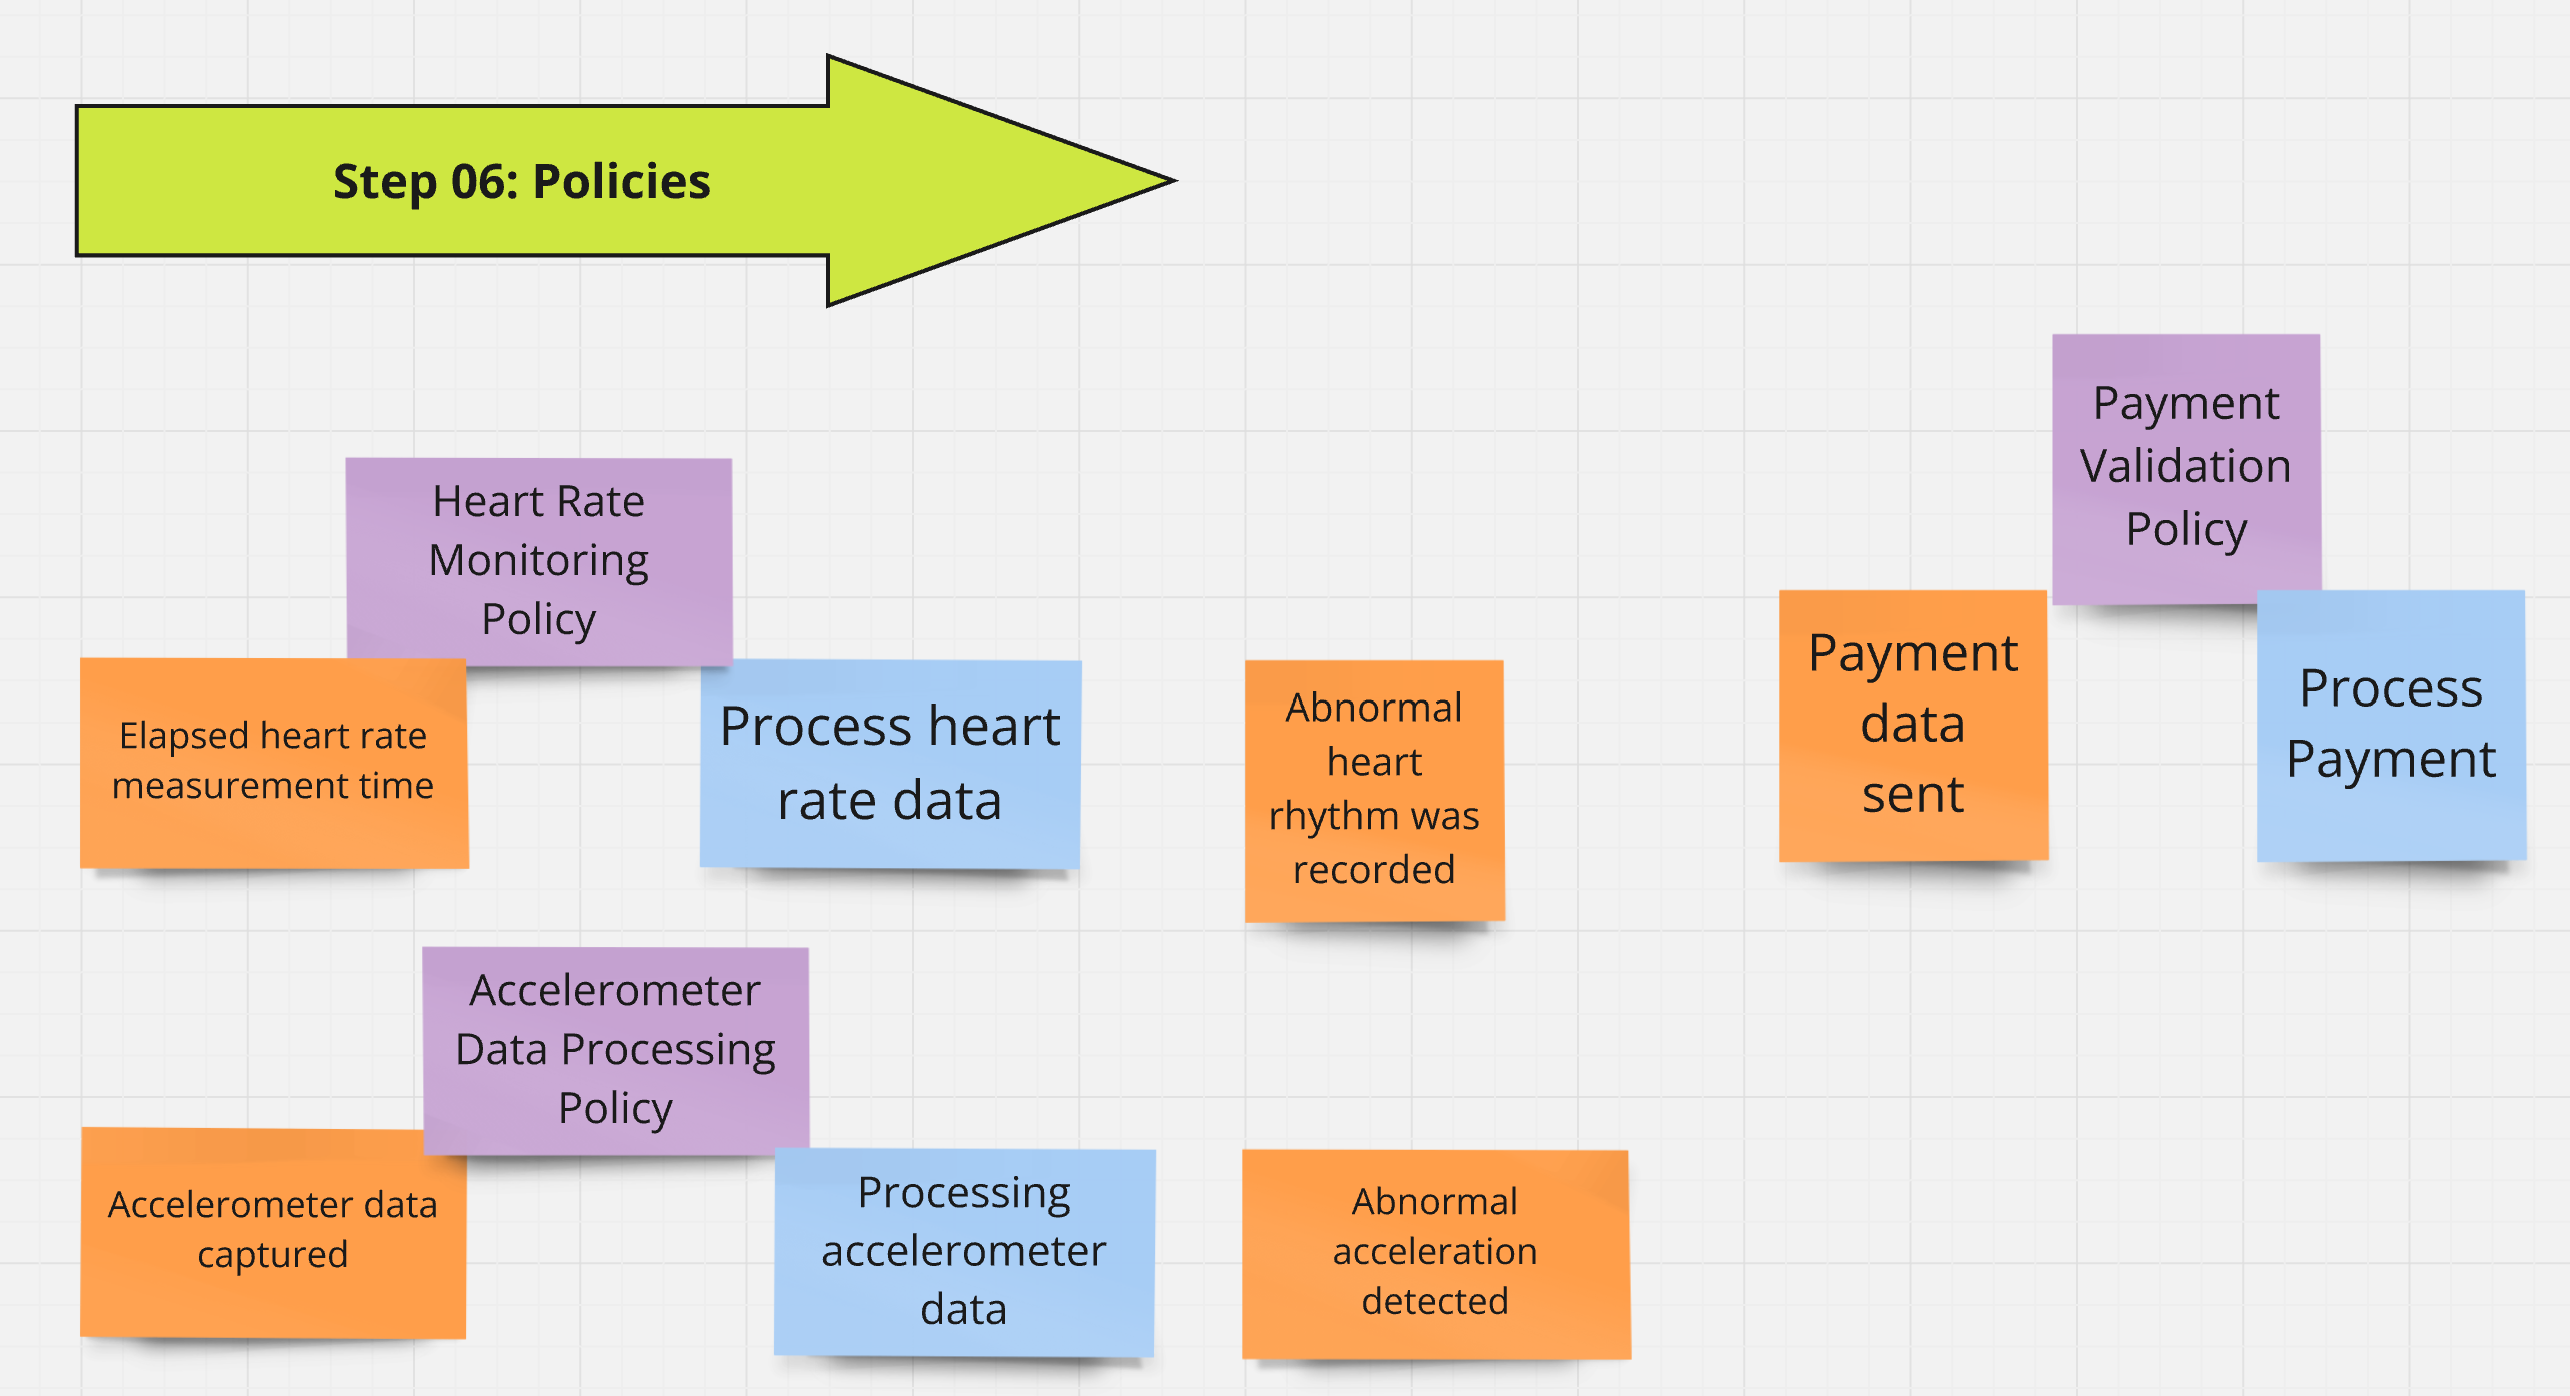 Step 06: Policies
Heart Rate
Monitoring
Policy
Elapsed heart rate
measurement time
Process heart
rate data
Abnormal
heart
rhythm was
recorded
Payment
Validation
Policy
Payment
data
sent
Process
Payment
Accelerometer
Data Processing
Policy
Accelerometer data
captured
Processing
accelerometer
data
Abnormal
acceleration
detected